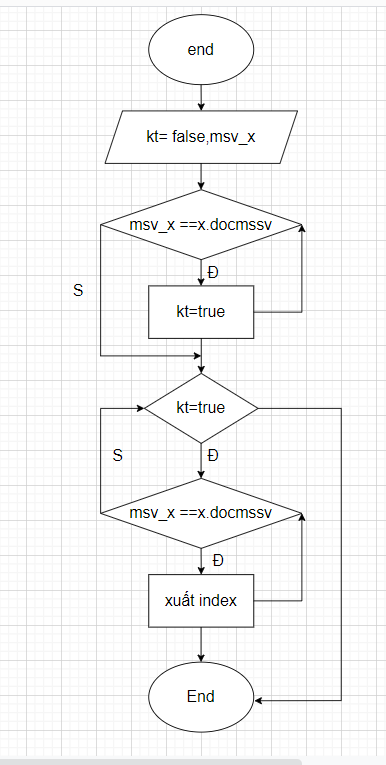 end
kt= false,msv_x
msv_x ==x.docmssv
Đ
S
kt=true
kt=true
S
Đ
msv_x ==x.docmssv
Đ
xuất index
End